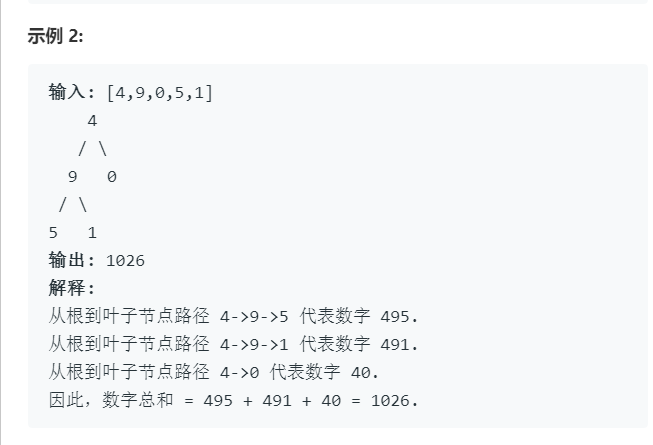 示例 2:
输入: [4,9,0,5,1]
    4
   / \
  9   0
 / \
5   1
输出: 1026
解释:
从根到叶子节点路径 4->9->5 代表数字 495.
从根到叶子节点路径 4->9->1 代表数字 491.
从根到叶子节点路径 4->0 代表数字 40.
因此, 数字总和 = 495 + 491 + 40 = 1026.